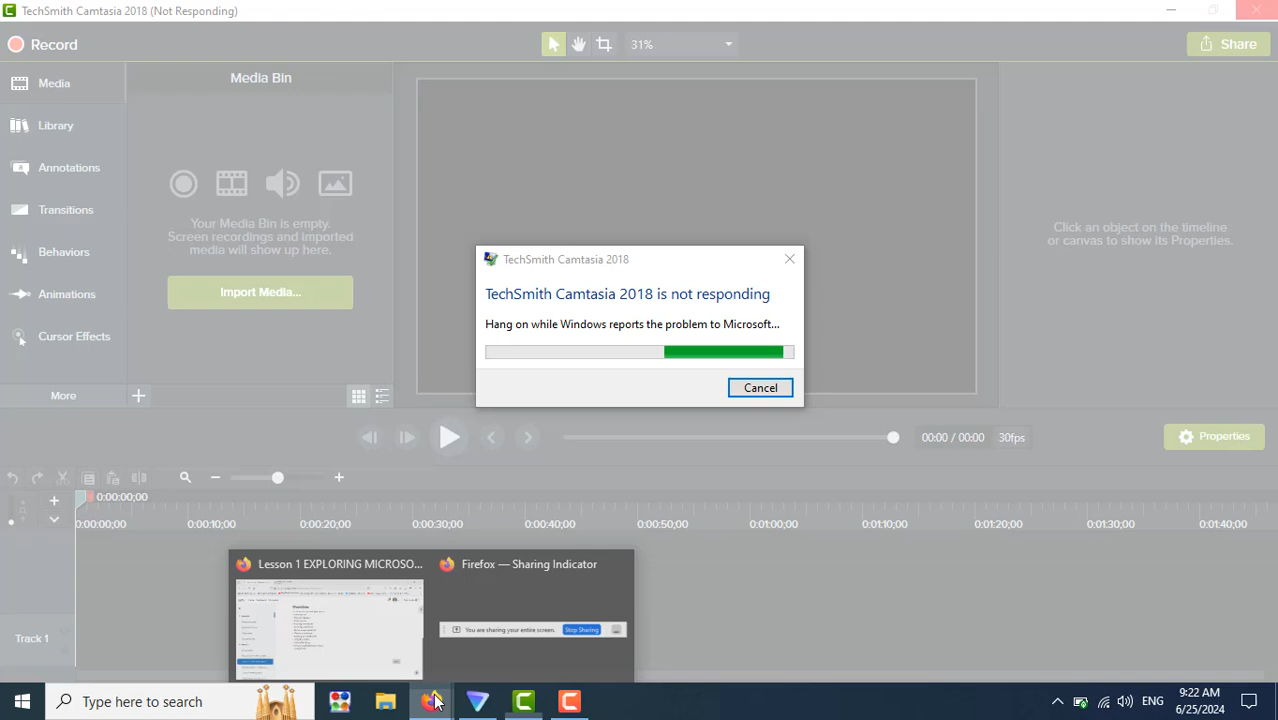 TechSmith Camtasia 2018 (Not Responding)
Record
31%
Share
Media
Media Bin
Library
Annotations
Transitions
Behaviors
Animations
Cursor Effects
More
Your Media Bin is empty.
Screen recordings and imported
media will show up here.
Import Media...
Click an object on the timeline
or canvas to show its Properties.
TechSmith Camtasia 2018
TechSmith Camtasia 2018 is not responding
Hang on while Windows reports the problem to Microsoft...
Cancel
00:00 / 00:00
30fps
Properties
0:00:00;00
0:00:00;00
0:00:10;00
0:00:20;00
0:00:30;00
0:00:40;00
0:00:50;00
0:01:00;00
0:01:10;00
0:01:20;00
0:01:30;00
0:01:40;00
Lesson 1 EXPLORING MICROSO...
Firefox — Sharing Indicator
You are sharing your entire screen.
Stop Sharing
Track 1
Type here to search
ENG
9:22 AM
6/25/2024